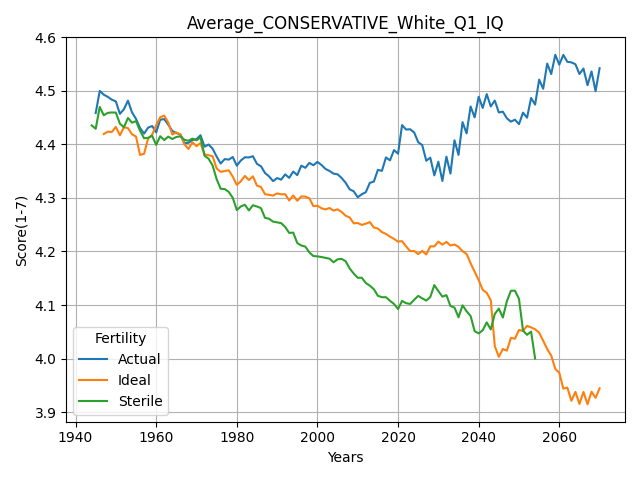 Average_CONSERVATIVE_White_Q1_IQ
Score(1-7)
4.6
4.5
4.4
4.3
4.2
4.1
4.0
3.9
Fertility
Actual
Ideal
Sterile
1940 1960 1980 2000 2020 2040 2060
Years